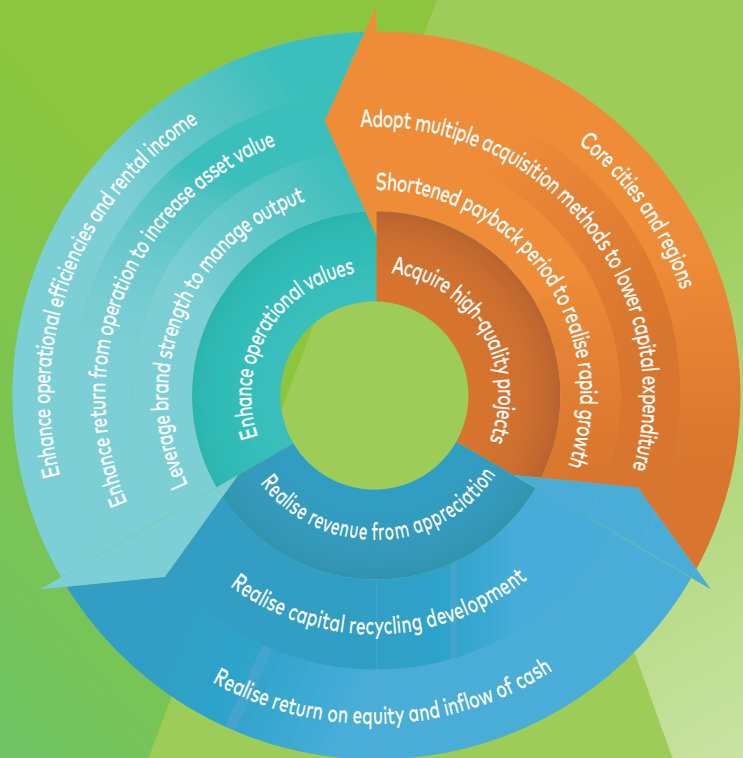 Core cities and regions
Adopt multiple acquisition methods to lower capital expenditure
Shortened payback period to realise rapid growth
Acquire high-quality projects
Realise revenue from appreciation
Realise capital recycling development
Realise return on equity and inflow of cash
Enhance operational efficiencies and rental income
Enhance return from operation to increase asset value
Leverage brand strength to manage output
Enhance operational values